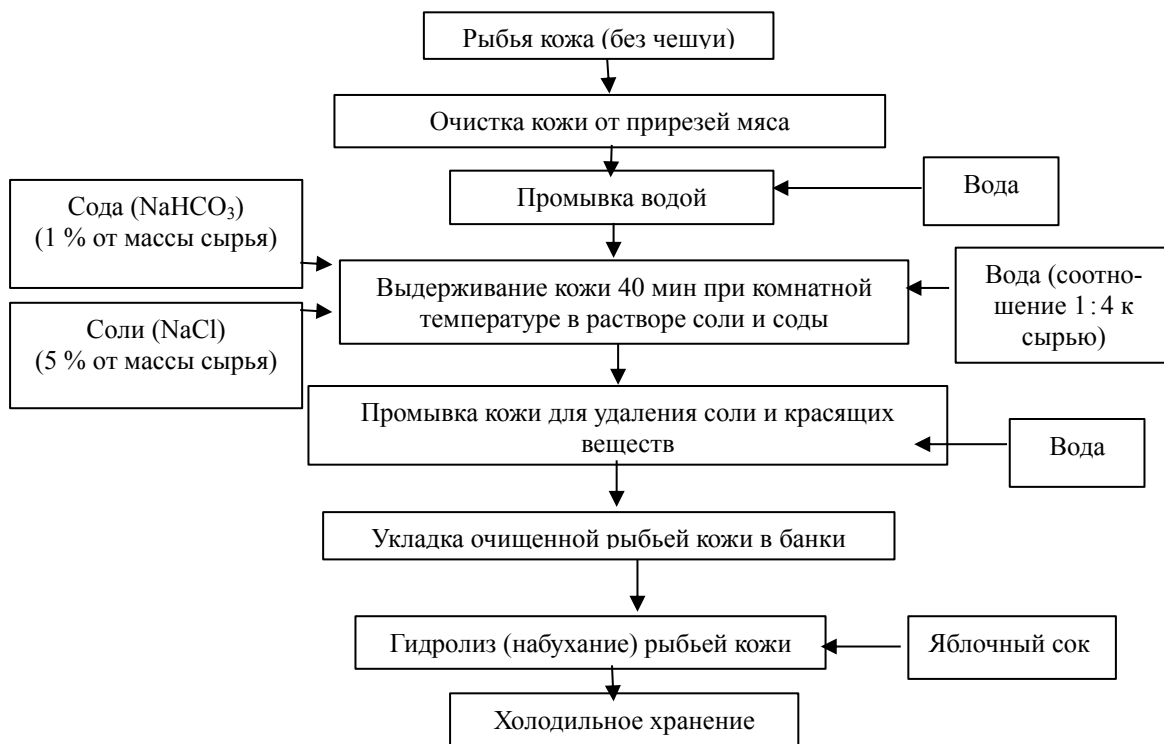 Рыбья кожа (без чешуи)
Очистка кожи от прирезей мяса
Промывка водой
Вода
Сода (NaHCO₃)
(1 % от массы сырья)
Соли (NaCl)
(5 % от массы сырья)
Выдерживание кожи 40 мин при комнатной
температуре в растворе соли и соды
Вода (соотно-
шение 1 : 4 к
сырью)
Промывка кожи для удаления соли и красящих
веществ
Вода
Укладка очищенной рыбьей кожи в банки
Гидролиз (набухание) рыбьей кожи
Яблочный сок
Холодильное хранение